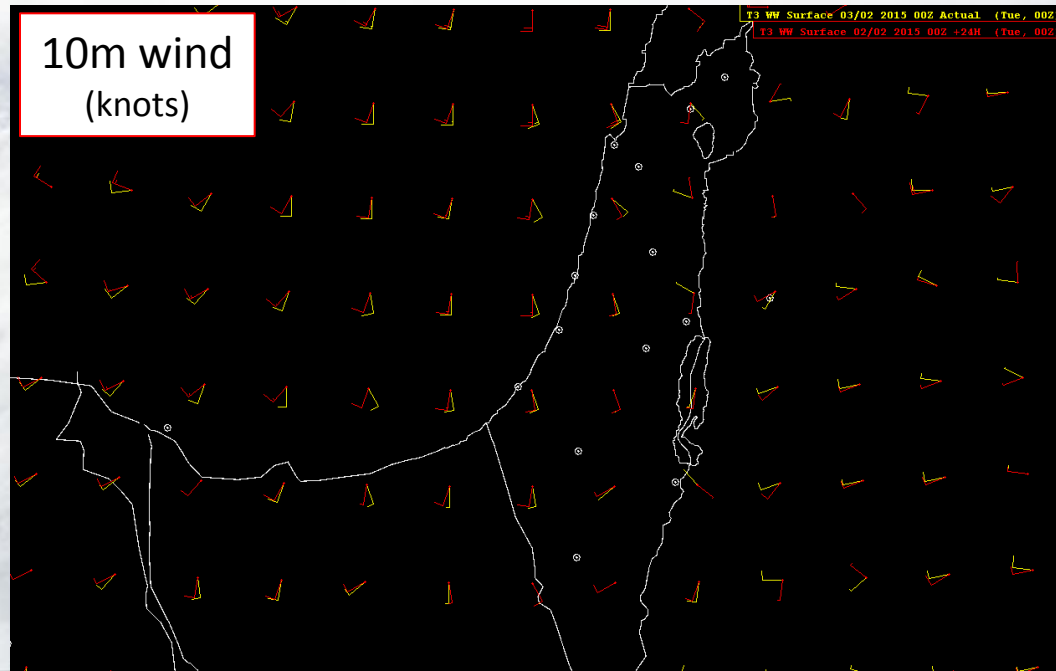 10m wind
(knots)
T3 WW Surface 03/02 2015 00Z Actual (Tue, 00Z
T3 WW Surface 02/02 2015 00Z +24H (Tue, 00Z